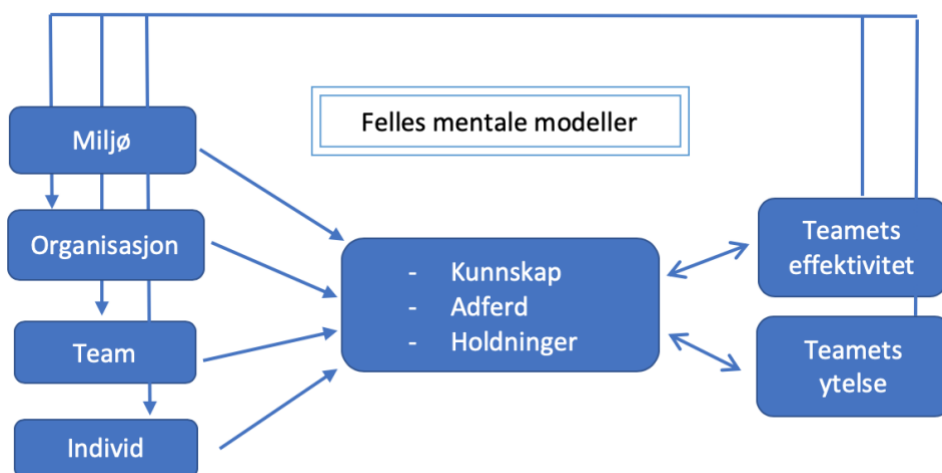 Felles mentale modeller
Miljø
Organisasjon
Team
Individ
- Kunnskap
- Adferd
- Holdninger
Teamets
effektivitet
Teamets
ytelse